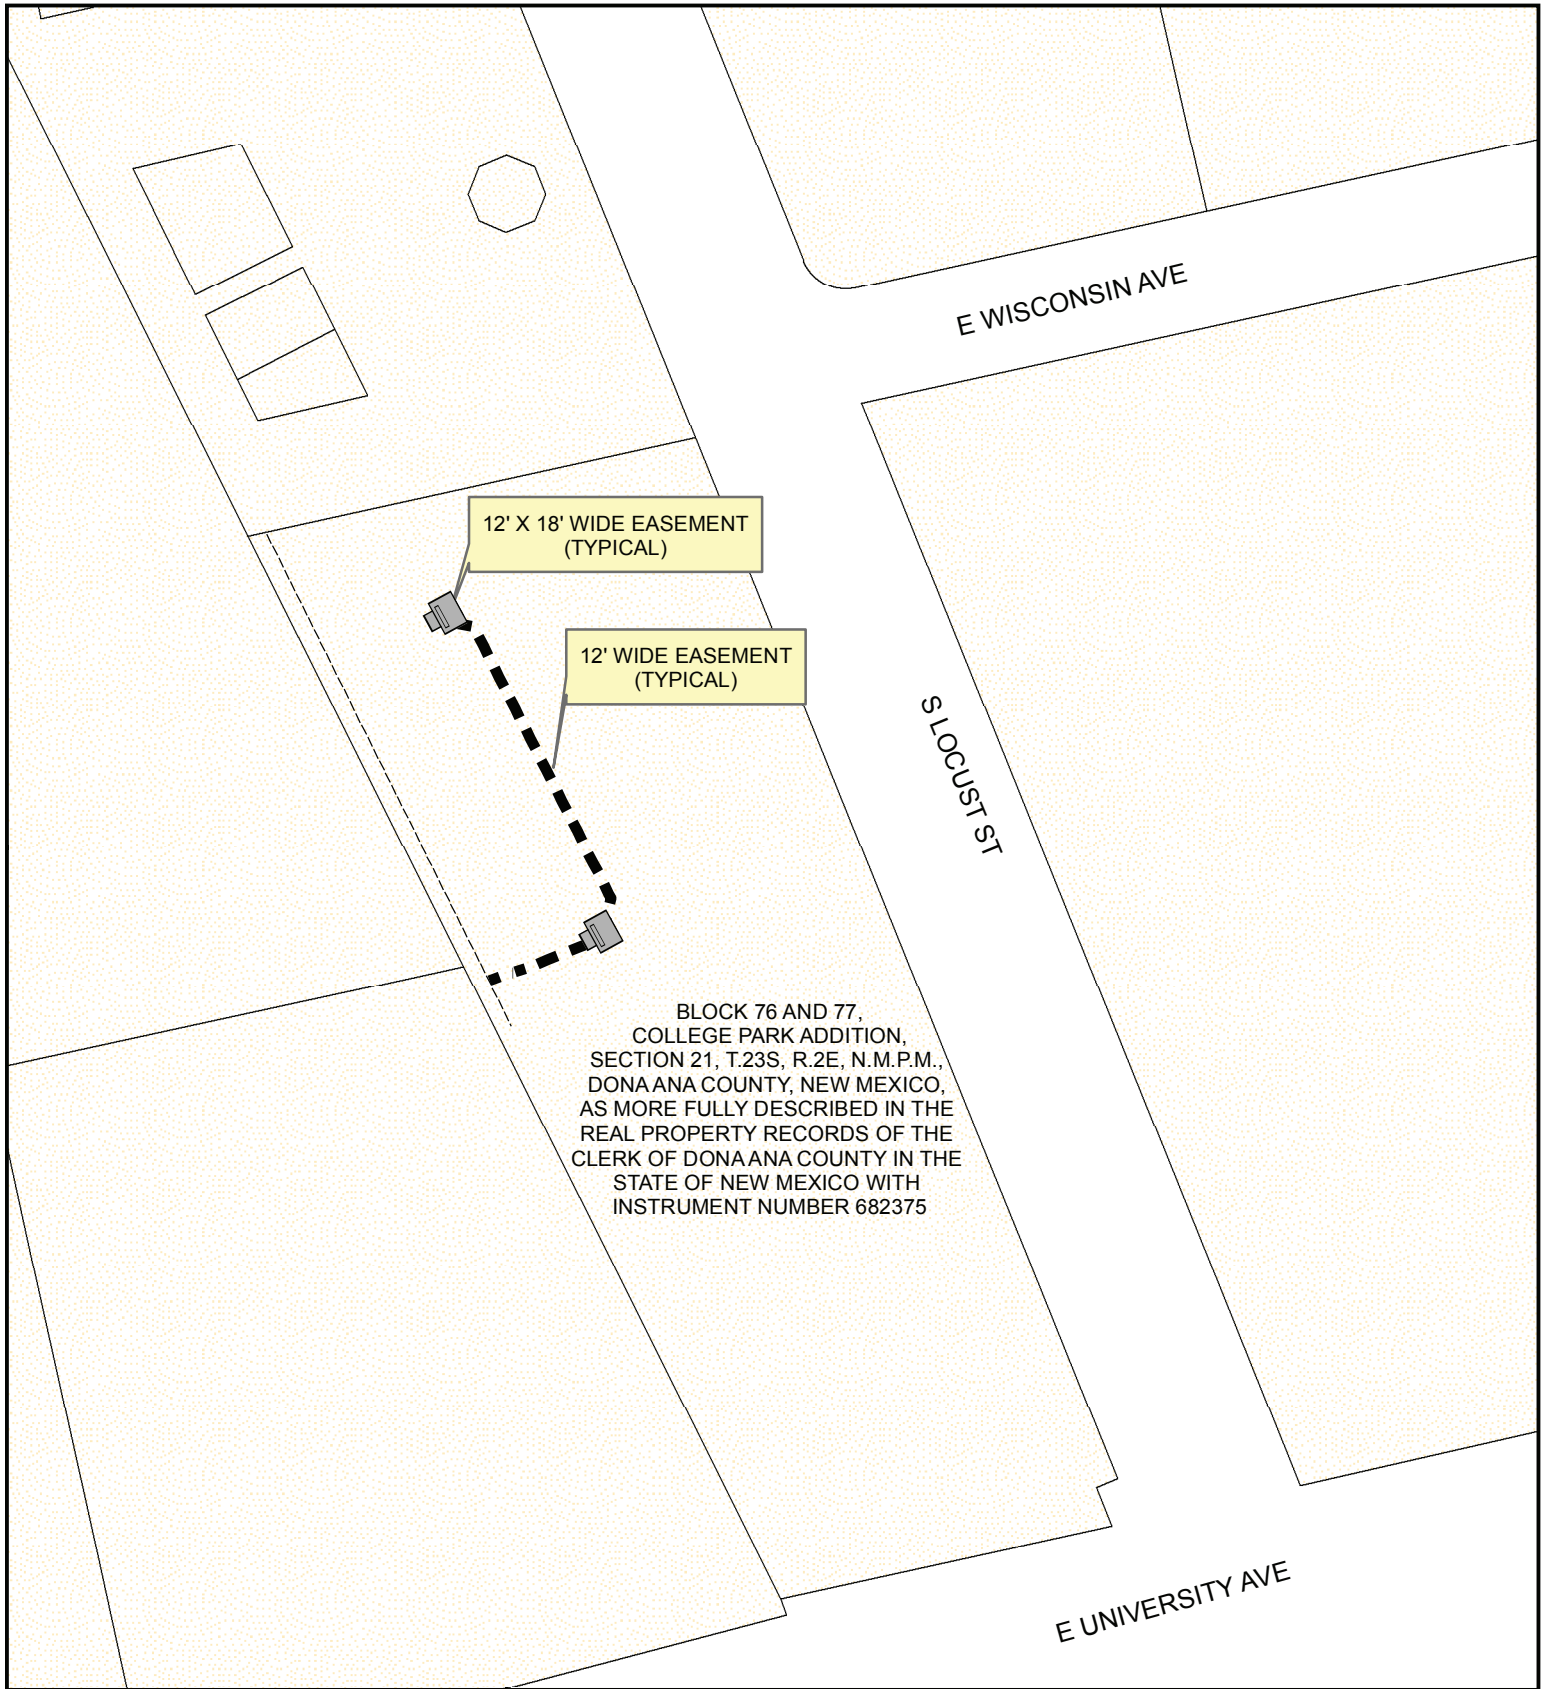 E WISCONSIN AVE
12' X 18' WIDE EASEMENT
(TYPICAL)
12' WIDE EASEMENT
(TYPICAL)
S LOCUST ST
BLOCK 76 AND 77,
COLLEGE PARK ADDITION,
SECTION 21, T.23S, R.2E, N.M.P.M.,
DONA ANA COUNTY, NEW MEXICO,
AS MORE FULLY DESCRIBED IN THE
REAL PROPERTY RECORDS OF THE
CLERK OF DONA ANA COUNTY IN THE
STATE OF NEW MEXICO WITH
INSTRUMENT NUMBER 682375
E UNIVERSITY AVE